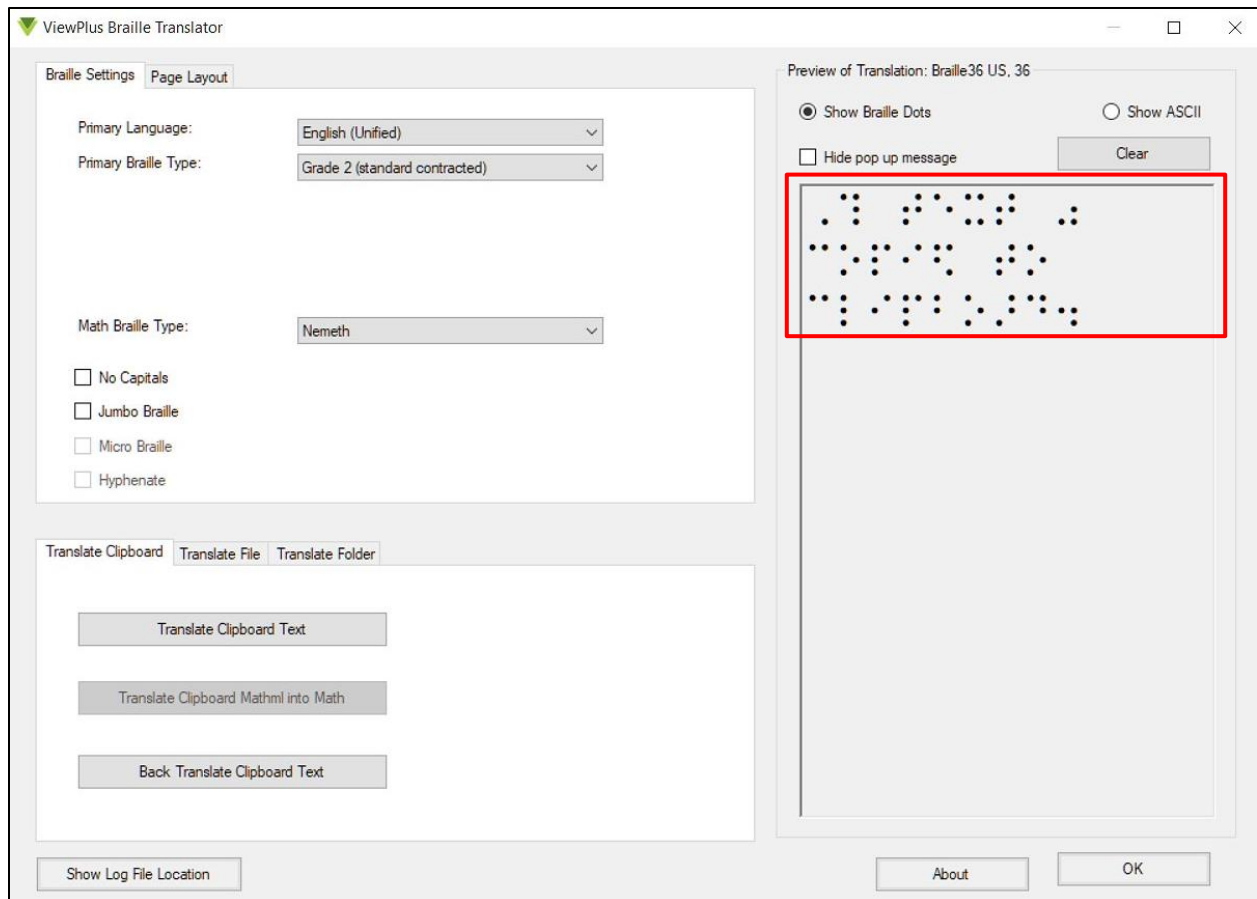 ViewPlus Braille Translator
Braille Settings
Page Layout
Primary Language:
English (Unified)
Primary Braille Type:
Grade 2 (standard contracted)
Math Braille Type:
Nemeth
No Capitals
Jumbo Braille
Micro Braille
Hyphenate
Translate Clipboard
Translate File
Translate Folder
Translate Clipboard Text
Translate Clipboard Mathml into Math
Back Translate Clipboard Text
Show Log File Location
Preview of Translation: Braille36 US, 36
Show Braille Dots
Show ASCII
Hide pop up message
Clear
⠠⠹ ⠞⠑⠭⠞ ⠴
⠉⠕⠏⠊⠫ ⠞⠕
⠉⠇⠊⠏⠃⠕⠜⠙⠲
About
OK